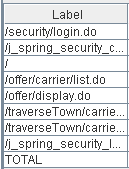 Label
/security/login.do
/j_spring_security_c...
/
/offer/carrier/list.do
/offer/display.do
/traverseTown/carrie...
/traverseTown/carrie...
/j_spring_security_l...
TOTAL